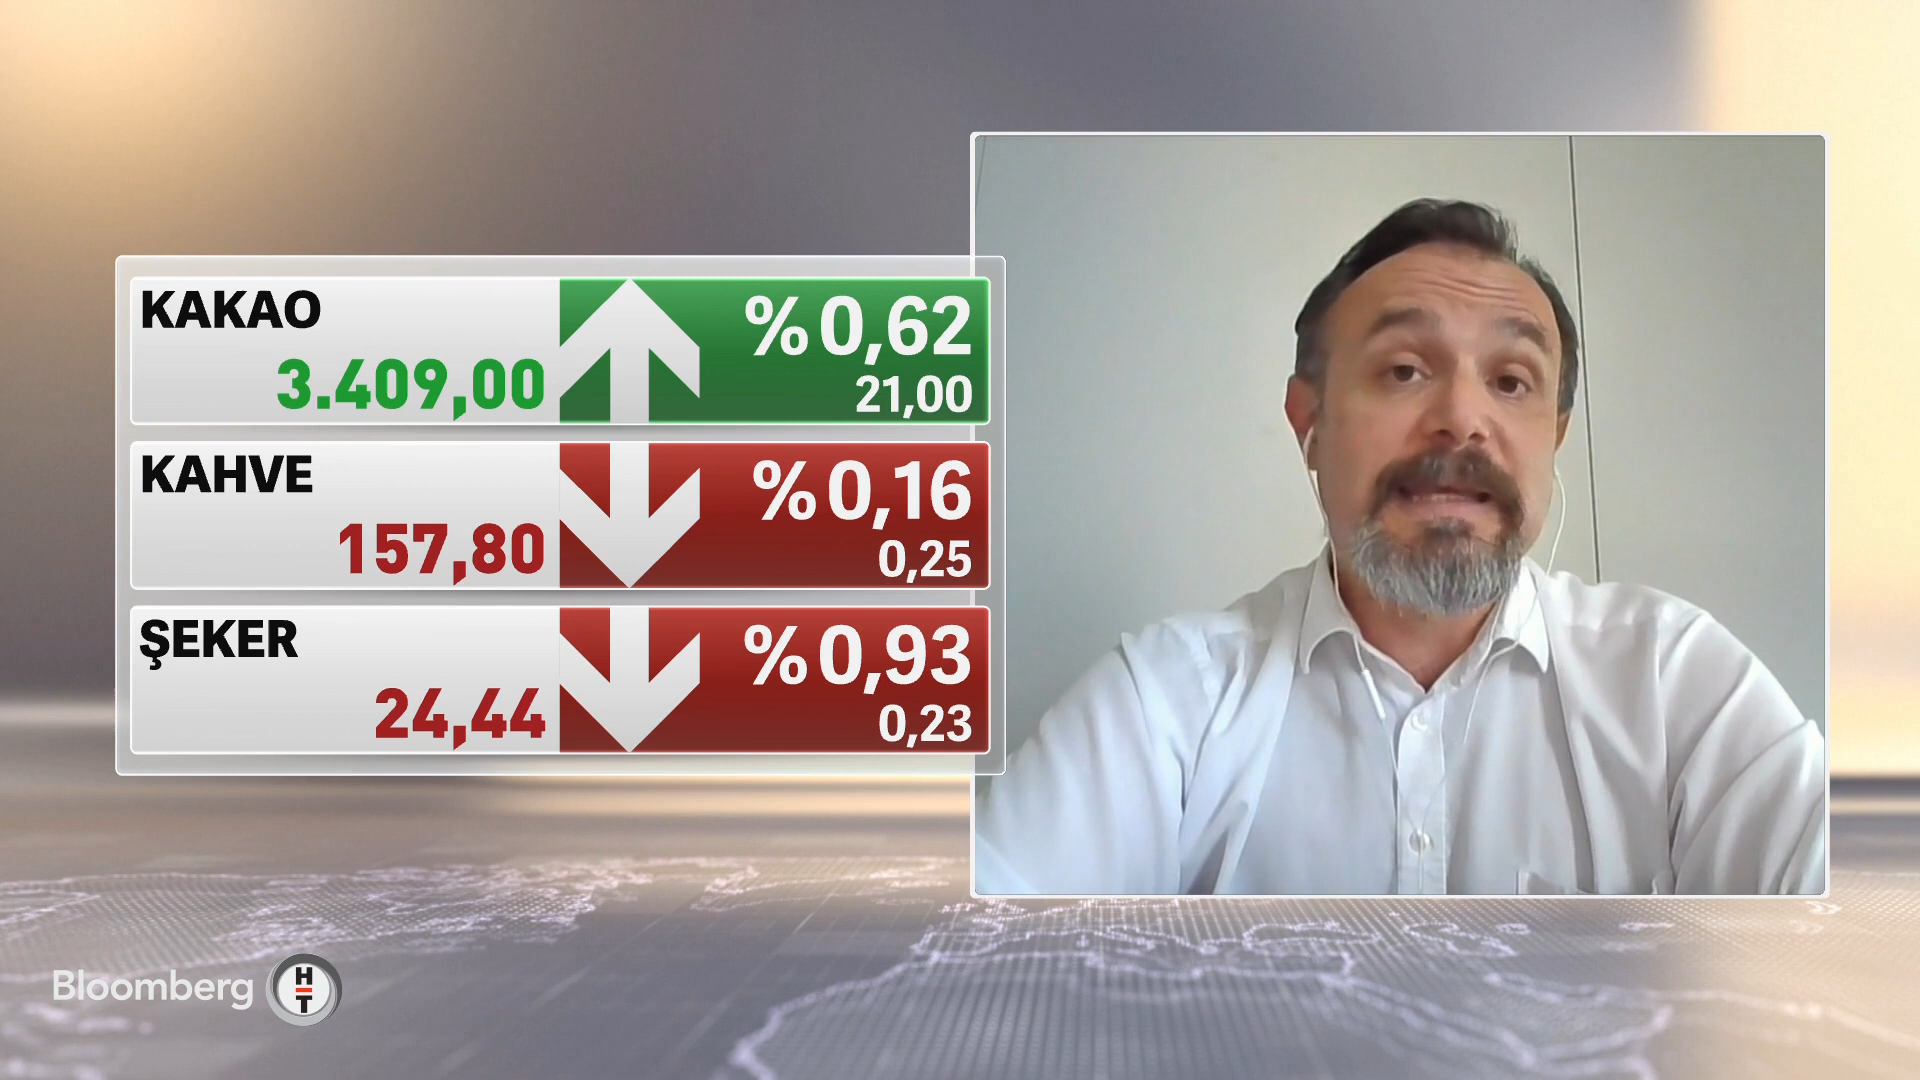 KAKAO
3.409,00
%0,62
21,00
KAHVE
157,80
%0,16
0,25
ŞEKER
24,44
%0,93
0,23
Bloomberg HT